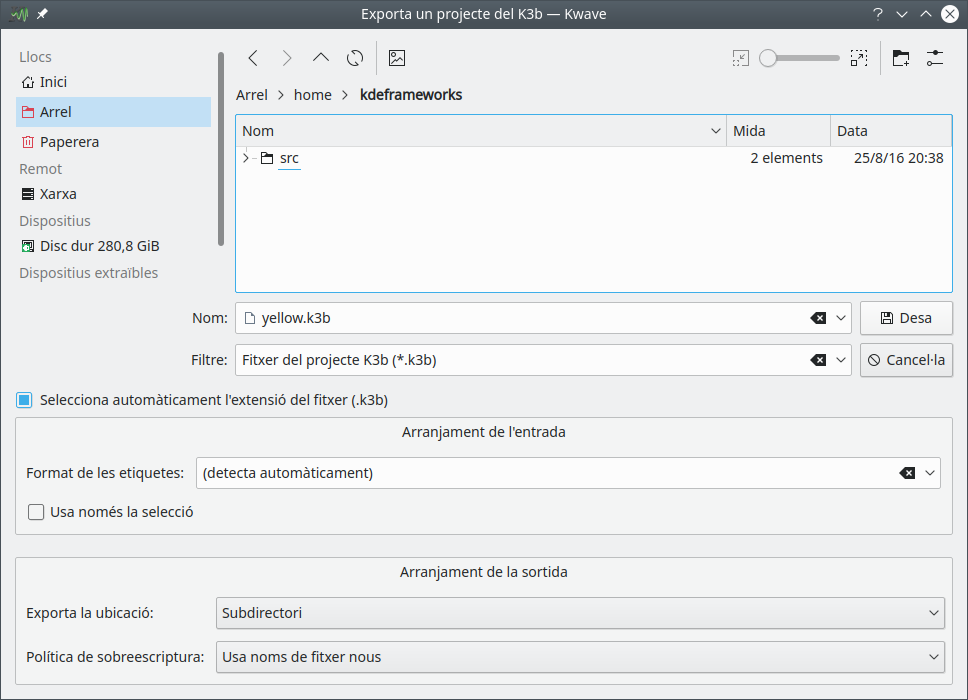 Exporta un projecte del K3b — Kwave
Llocs
Inici
Arrel
Paperera
Remot
Xarxa
Dispositius
Disc dur 280,8 GiB
Dispositius extraïbles
Arrel > home > kdeframeworks
Nom Mida Data
src 2 elements 25/8/16 20:38
Nom: yellow.k3b Desa
Filtre: Fitxer del projecte K3b (*.k3b) Cancel·la
Selecciona automàticament l'extensió del fitxer (.k3b)
Arranjament de l'entrada
Format de les etiquetes: (detecta automàticament)
Usa només la selecció
Arranjament de la sortida
Exporta la ubicació: Subdirectori
Política de sobreescriptura: Usa noms de fitxer nous